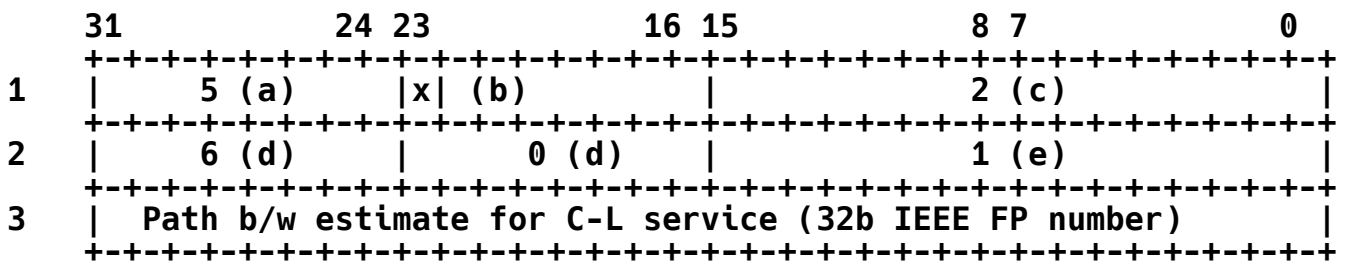 31 24 23 16 15 8 7 0
+-+-+-+-+-+-+-+-+-+-+-+-+-+-+-+-+-+-+-+-+-+-+-+-+-+-+-+-+-+-+-+-+
1 | 5 (a) |x| (b) | 2 (c) |
+-+-+-+-+-+-+-+-+-+-+-+-+-+-+-+-+-+-+-+-+-+-+-+-+-+-+-+-+-+-+-+-+
2 | 6 (d) | 0 (d) | 1 (e) |
+-+-+-+-+-+-+-+-+-+-+-+-+-+-+-+-+-+-+-+-+-+-+-+-+-+-+-+-+-+-+-+-+
3 | Path b/w estimate for C-L service (32b IEEE FP number) |
+-+-+-+-+-+-+-+-+-+-+-+-+-+-+-+-+-+-+-+-+-+-+-+-+-+-+-+-+-+-+-+-+